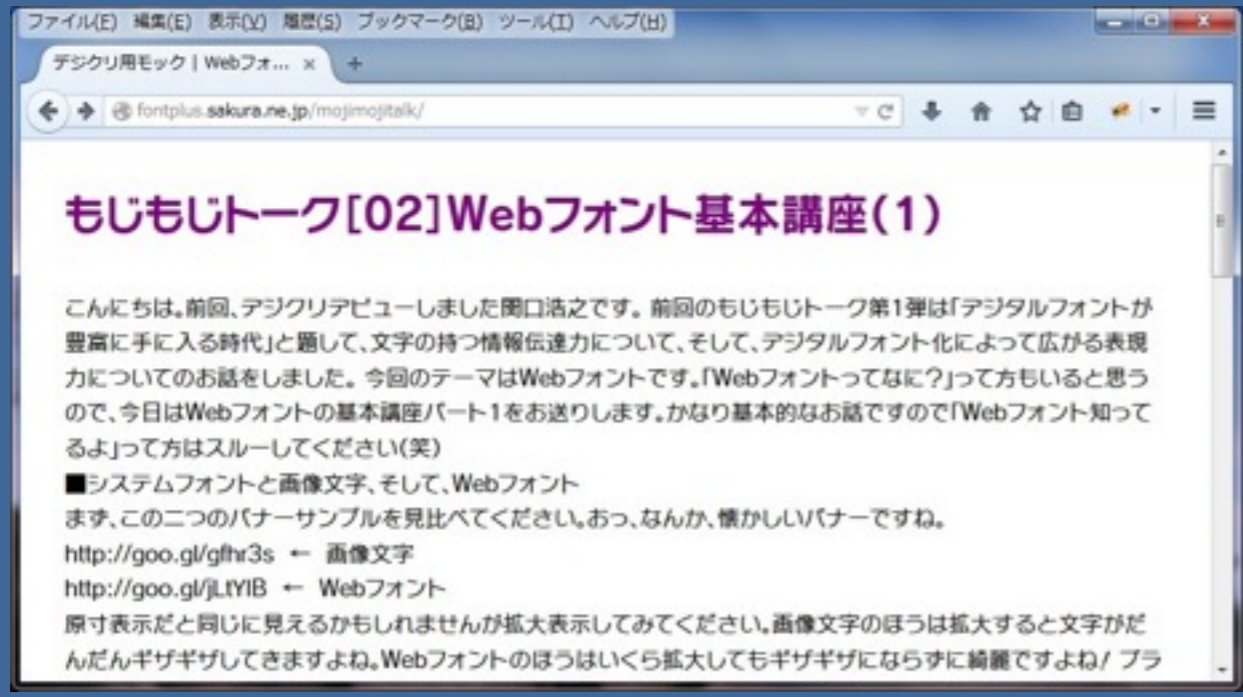 ファイル(E) 編集(E) 表示(V) 履歴(S) ブックマーク(B) ツール(T) ヘルプ(H)
デジクリ用モック | Webフォ... × +
fontplus.sakura.ne.jp/mojimojitalk/
もじもじトーク[02]Webフォント基本講座(1)
こんにちは。前回、デジクリデビューしました関口浩之です。前回のもじもじトーク第1弾は「デジタルフォントが
豊富に手に入る時代」と題して、文字の持つ情報伝達力について、そして、デジタルフォント化によって広がる表現
力についてのお話をしました。今回のテーマはWebフォントです。「Webフォントってなに?」って方もいると思う
ので、今日はWebフォントの基本講座パート1をお送りします。かなり基本的なお話ですので「Webフォント知って
るよ」って方はスルーしてください(笑)
■システムフォントと画像文字、そして、Webフォント
まず、この二つのバナーサンプルを見比べてください。おっ、なんか、懐かしいバナーですね。
http://goo.gl/gfhr3s ← 画像文字
http://goo.gl/jLtYIB ← Webフォント
原寸表示だと同じに見えるかもしれませんが拡大表示してみてください。画像文字のほうは拡大すると文字がだ
んだんギザギザしてきますよね。Webフォントのほうはいくら拡大してもギザギザにならずに綺麗ですよね! ブラ